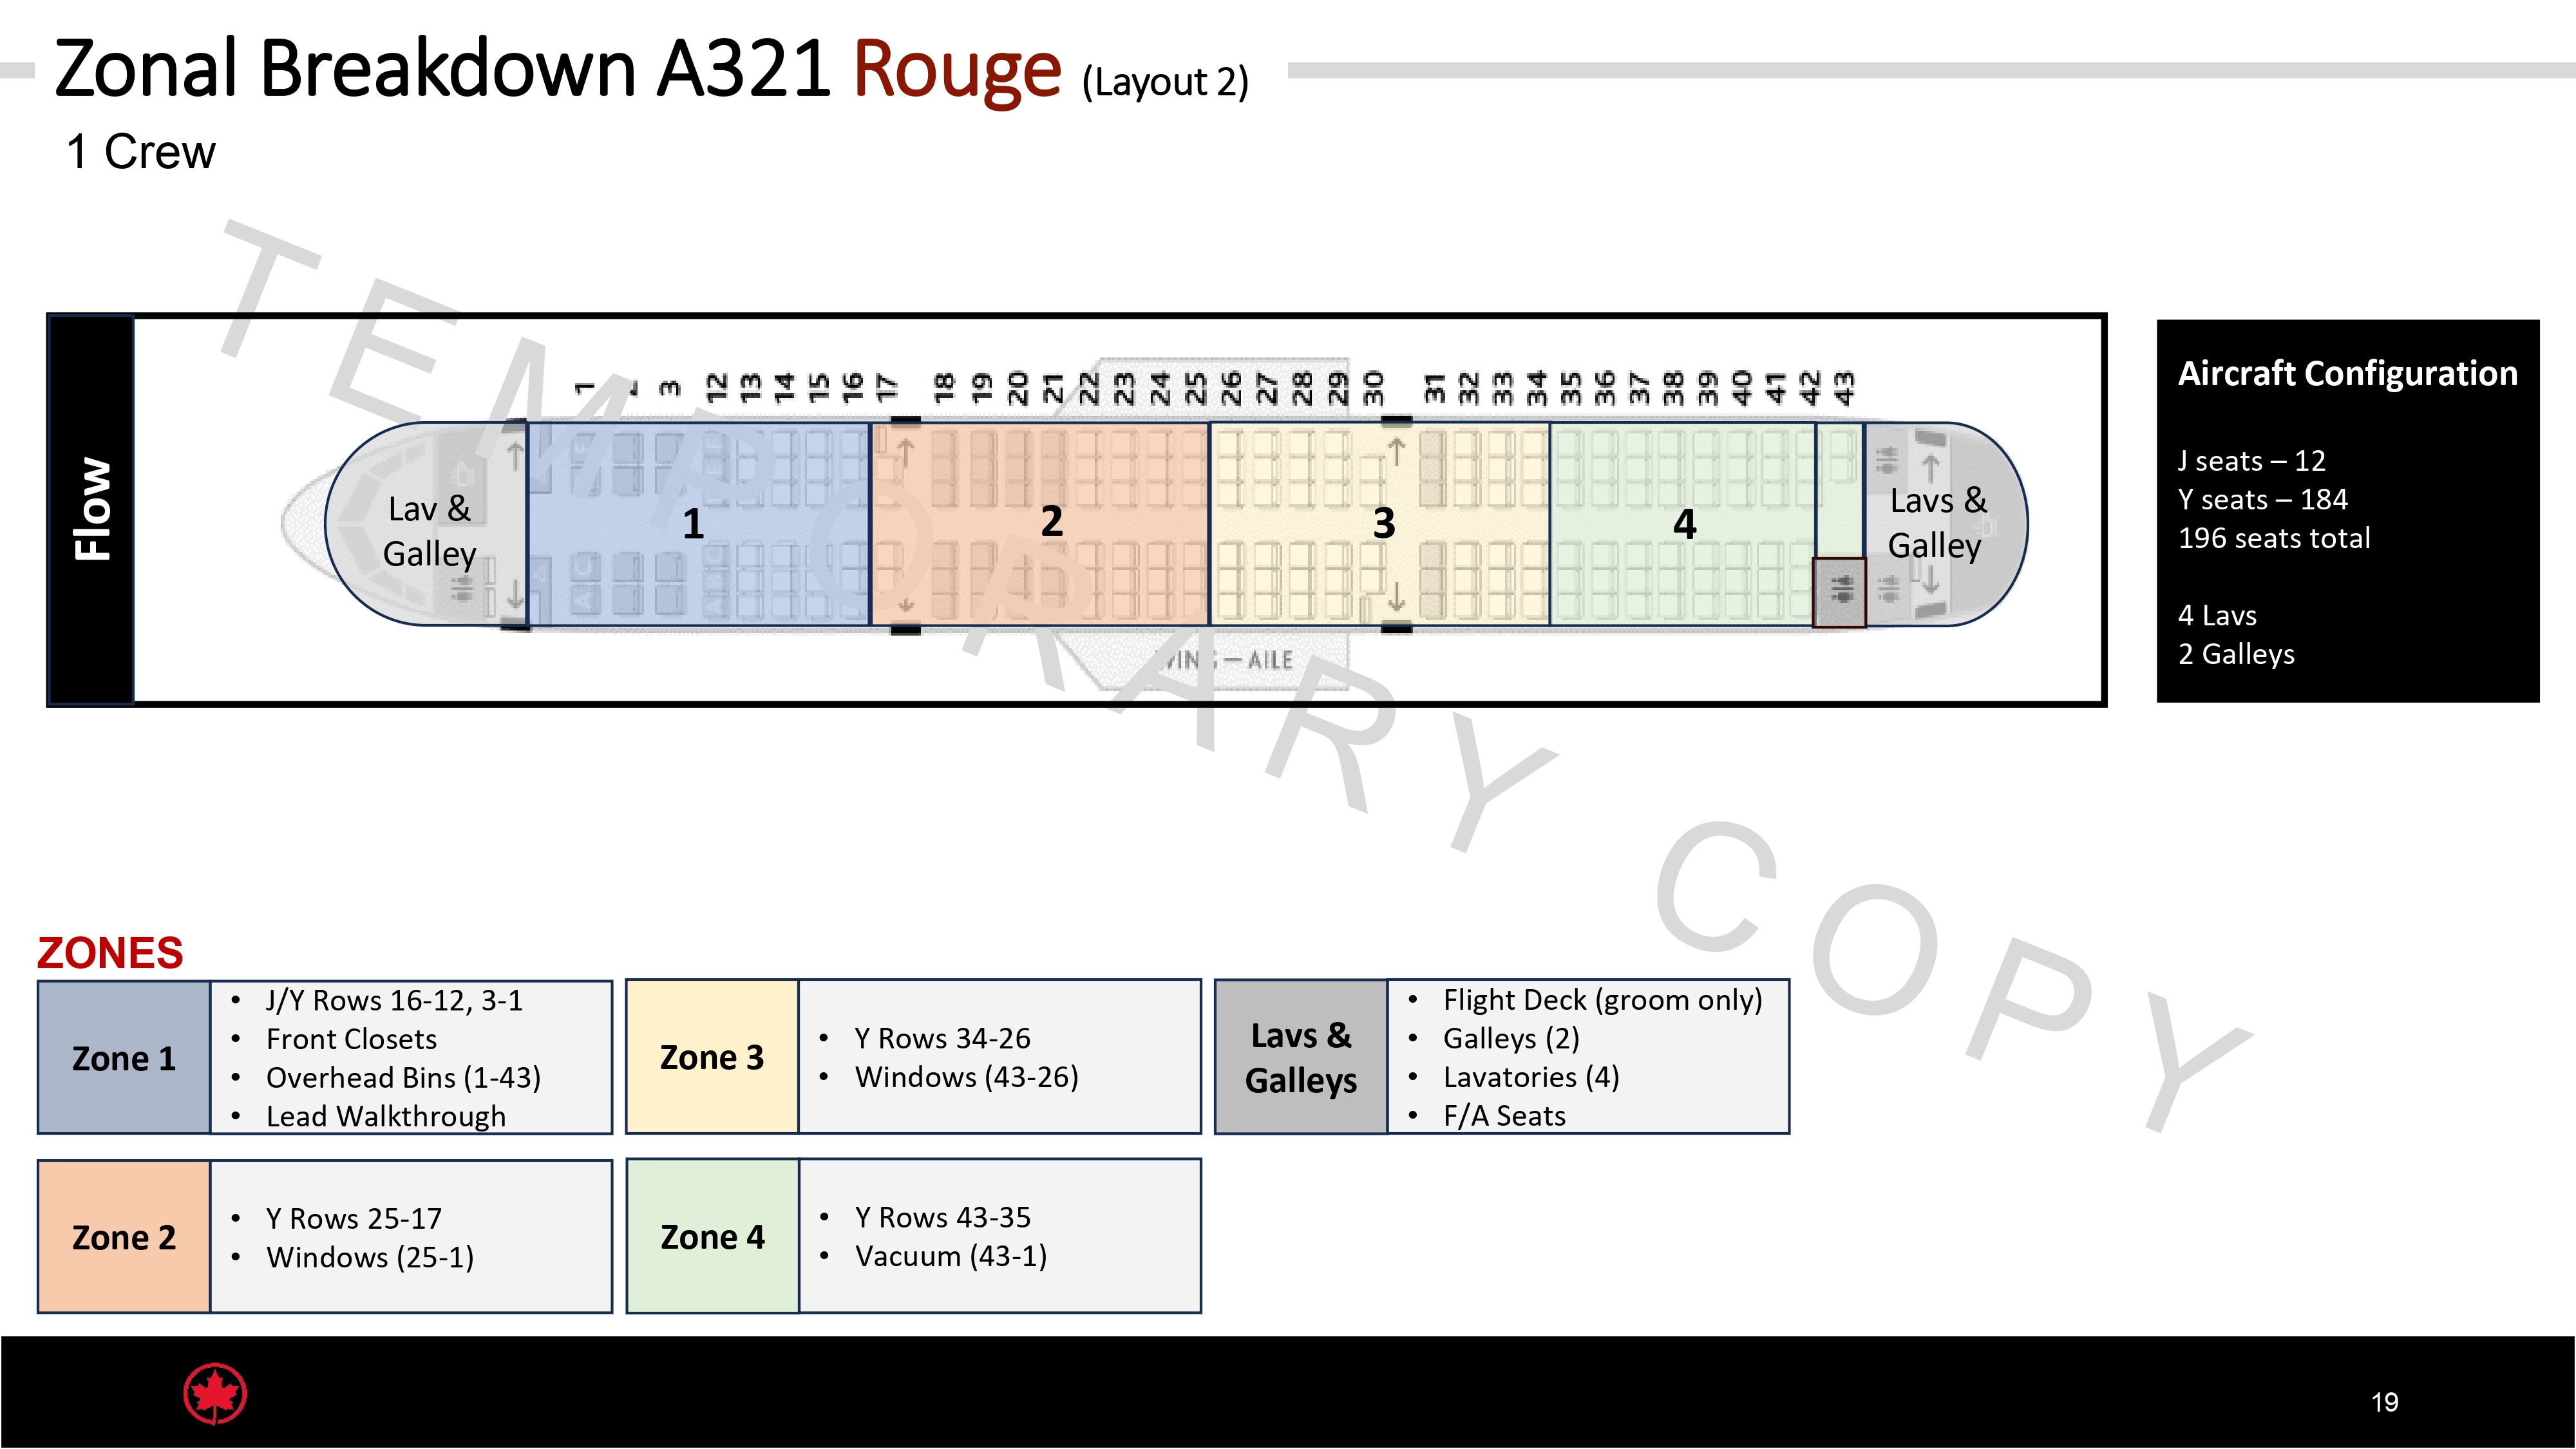 Zonal Breakdown A321 Rouge (Layout 2)
1 Crew
TEMPORARY COPY
Flow
1 3 12 13 14 15 16 17 18 19 20 21 22 23 24 25 26 27 28 29 30 31 32 33 34 35 36 37 38 39 40 41 42 43
Lav &
Galley
1
2
3
4
Lavs &
Galley
— AILE
Aircraft Configuration
J seats – 12
Y seats – 184
196 seats total
4 Lavs
2 Galleys
ZONES
Zone 1
• J/Y Rows 16-12, 3-1
• Front Closets
• Overhead Bins (1-43)
• Lead Walkthrough
Zone 3
• Y Rows 34-26
• Windows (43-26)
Lavs &
Galleys
• Flight Deck (groom only)
• Galleys (2)
• Lavatories (4)
• F/A Seats
Zone 2
• Y Rows 25-17
• Windows (25-1)
Zone 4
• Y Rows 43-35
• Vacuum (43-1)
19